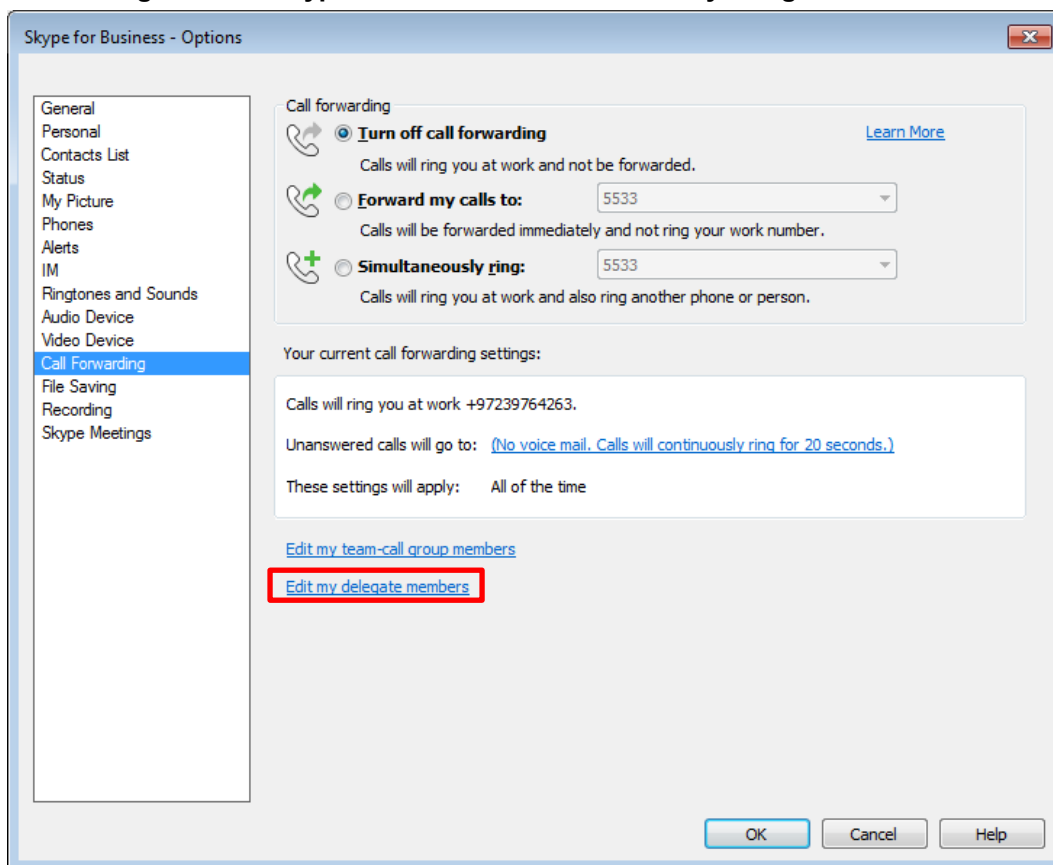 Skype for Business - Options
General
Personal
Contacts List
Status
My Picture
Phones
Alerts
IM
Ringtones and Sounds
Audio Device
Video Device
Call Forwarding
File Saving
Recording
Skype Meetings
Call forwarding
Turn off call forwarding
Learn More
Calls will ring you at work and not be forwarded.
Forward my calls to:
5533
Calls will be forwarded immediately and not ring your work number.
Simultaneously ring:
5533
Calls will ring you at work and also ring another phone or person.
Your current call forwarding settings:
Calls will ring you at work +97239764263.
Unanswered calls will go to: (No voice mail. Calls will continuously ring for 20 seconds.)
These settings will apply: All of the time
Edit my team-call group members
Edit my delegate members
OK
Cancel
Help